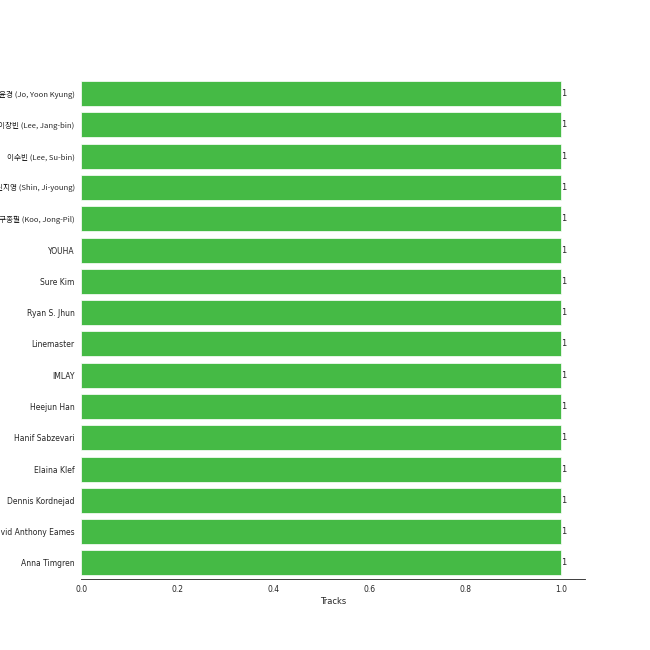 윤경 (Jo, Yoon Kyung) 1
이장빈 (Lee, Jang-bin) 1
이수빈 (Lee, Su-bin) 1
신지영 (Shin, Ji-young) 1
구종필 (Koo, Jong-Pil) 1
YOUHA 1
Sure Kim 1
Ryan S. Jhun 1
Linemaster 1
IMLAY 1
Heejun Han 1
Hanif Sabzevari 1
Elaina Klef 1
Dennis Kordnejad 1
vid Anthony Eames 1
Anna Timgren 1
0.0 0.2 0.4 0.6 0.8 1.0
Tracks